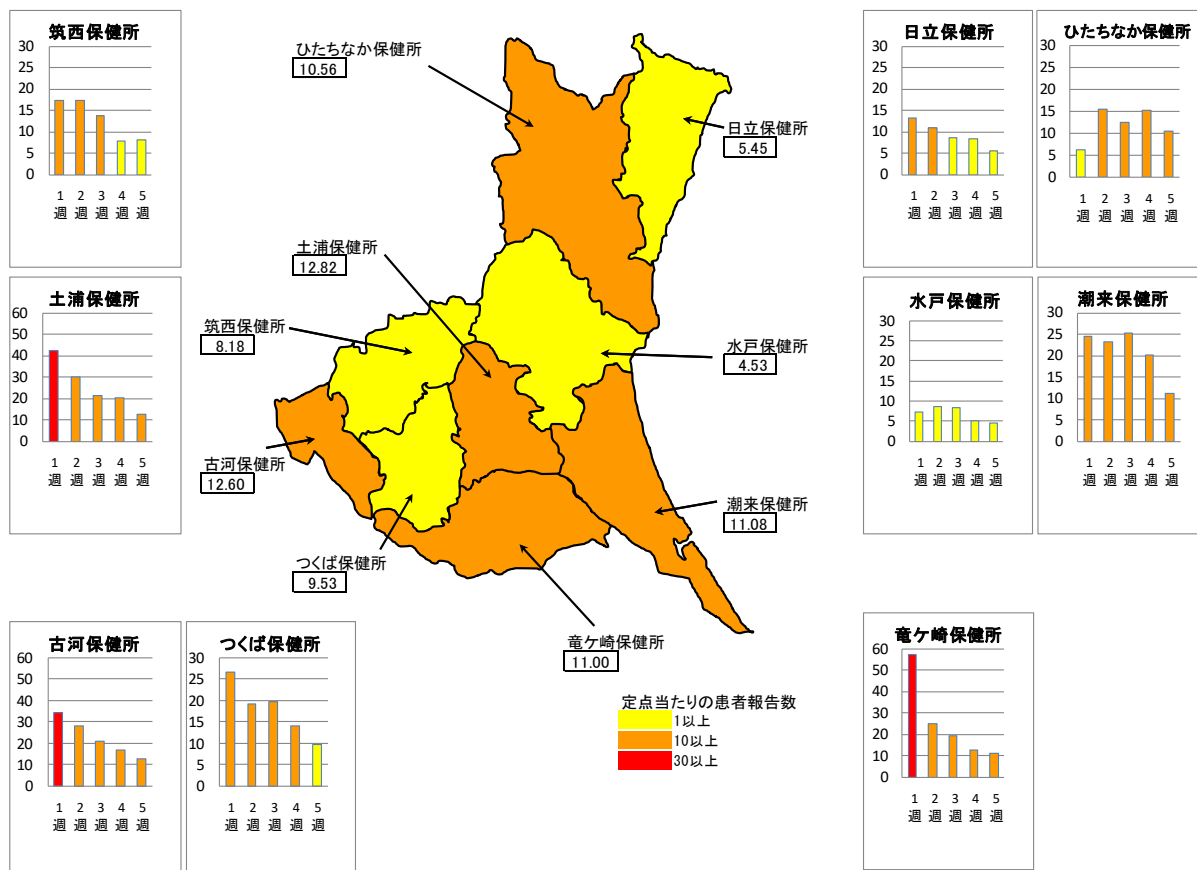 筑西保健所
30
25
20
15
10
5
0
1 2 3 4 5
週 週 週 週 週
土浦保健所
60
50
40
30
20
10
0
1 2 3 4 5
週 週 週 週 週
古河保健所
60
50
40
30
20
10
0
1 2 3 4 5
週 週 週 週 週
つくば保健所
30
25
20
15
10
5
0
1 2 3 4 5
週 週 週 週 週
ひたちなか保健所
10.56
日立保健所
5.45
土浦保健所
12.82
筑西保健所
8.18
水戸保健所
4.53
古河保健所
12.60
潮来保健所
11.08
つくば保健所
9.53
竜ケ崎保健所
11.00
定点当たりの患者報告数
1以上
10以上
30以上
日立保健所
30
25
20
15
10
5
0
1 2 3 4 5
週 週 週 週 週
ひたちなか保健所
30
25
20
15
10
5
0
1 2 3 4 5
週 週 週 週 週
水戸保健所
30
25
20
15
10
5
0
1 2 3 4 5
週 週 週 週 週
潮来保健所
30
25
20
15
10
5
0
1 2 3 4 5
週 週 週 週 週
竜ケ崎保健所
60
50
40
30
20
10
0
1 2 3 4 5
週 週 週 週 週